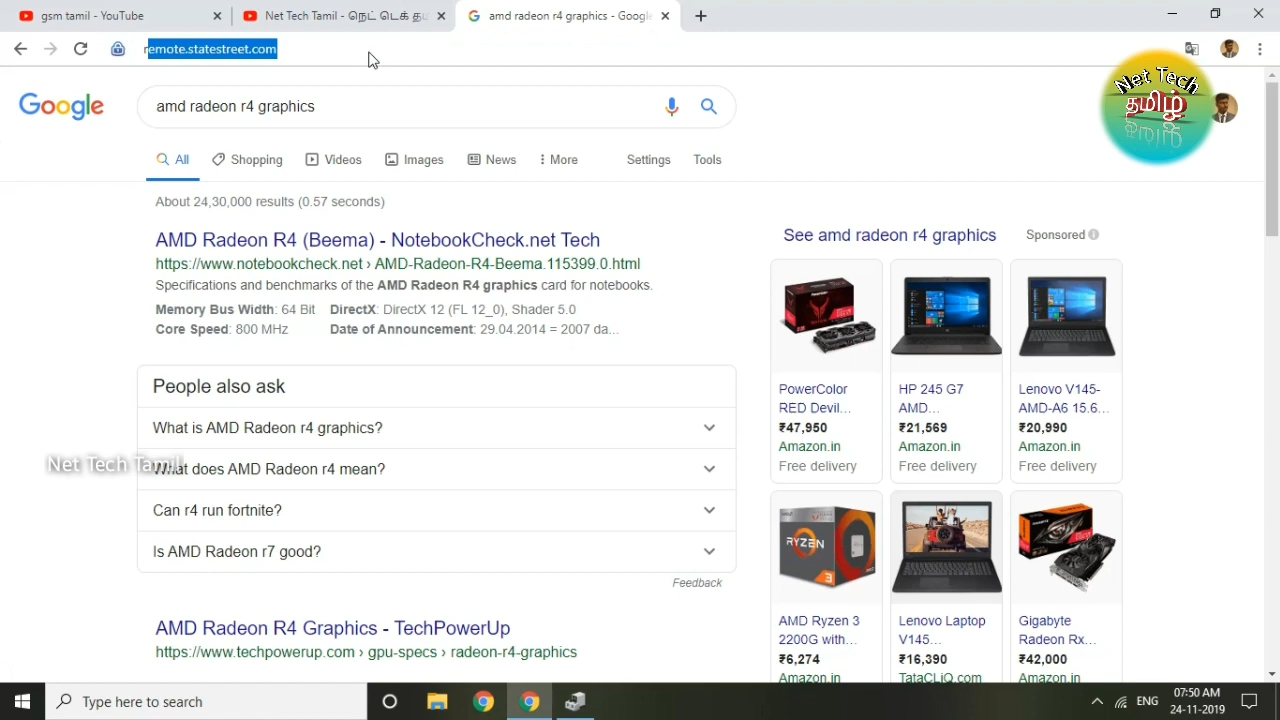 gsm tamil - YouTube
Net Tech Tamil - நெட் டெக் தமி
amd radeon r4 graphics - Google
remote.statestreet.com
Net Tech
தமிழ்
Google
amd radeon r4 graphics
All
Shopping
Videos
Images
News
More
Settings
Tools
About 24,30,000 results (0.57 seconds)
AMD Radeon R4 (Beema) - NotebookCheck.net Tech
https://www.notebookcheck.net › AMD-Radeon-R4-Beema.115399.0.html
Specifications and benchmarks of the AMD Radeon R4 graphics card for notebooks.
Memory Bus Width: 64 Bit DirectX: DirectX 12 (FL 12_0), Shader 5.0
Core Speed: 800 MHz Date of Announcement: 29.04.2014 = 2007 da...
People also ask
What is AMD Radeon r4 graphics?
What does AMD Radeon r4 mean?
Net Tech Tamil
Can r4 run fortnite?
Is AMD Radeon r7 good?
Feedback
AMD Radeon R4 Graphics - TechPowerUp
https://www.techpowerup.com › gpu-specs › radeon-r4-graphics
See amd radeon r4 graphics
Sponsored
PowerColor
RED Devil...
₹47,950
Amazon.in
Free delivery
HP 245 G7
AMD...
₹21,569
Amazon.in
Free delivery
Lenovo V145-
AMD-A6 15.6...
₹20,990
Amazon.in
Free delivery
RYZEN
3
AMD Ryzen 3
2200G with...
₹6,274
Amazon.in
Lenovo Laptop
V145...
₹16,390
TataCLiQ.com
Gigabyte
Radeon Rx...
₹42,000
Amazon.in
Type here to search
ENG
07:50 AM
24-11-2019